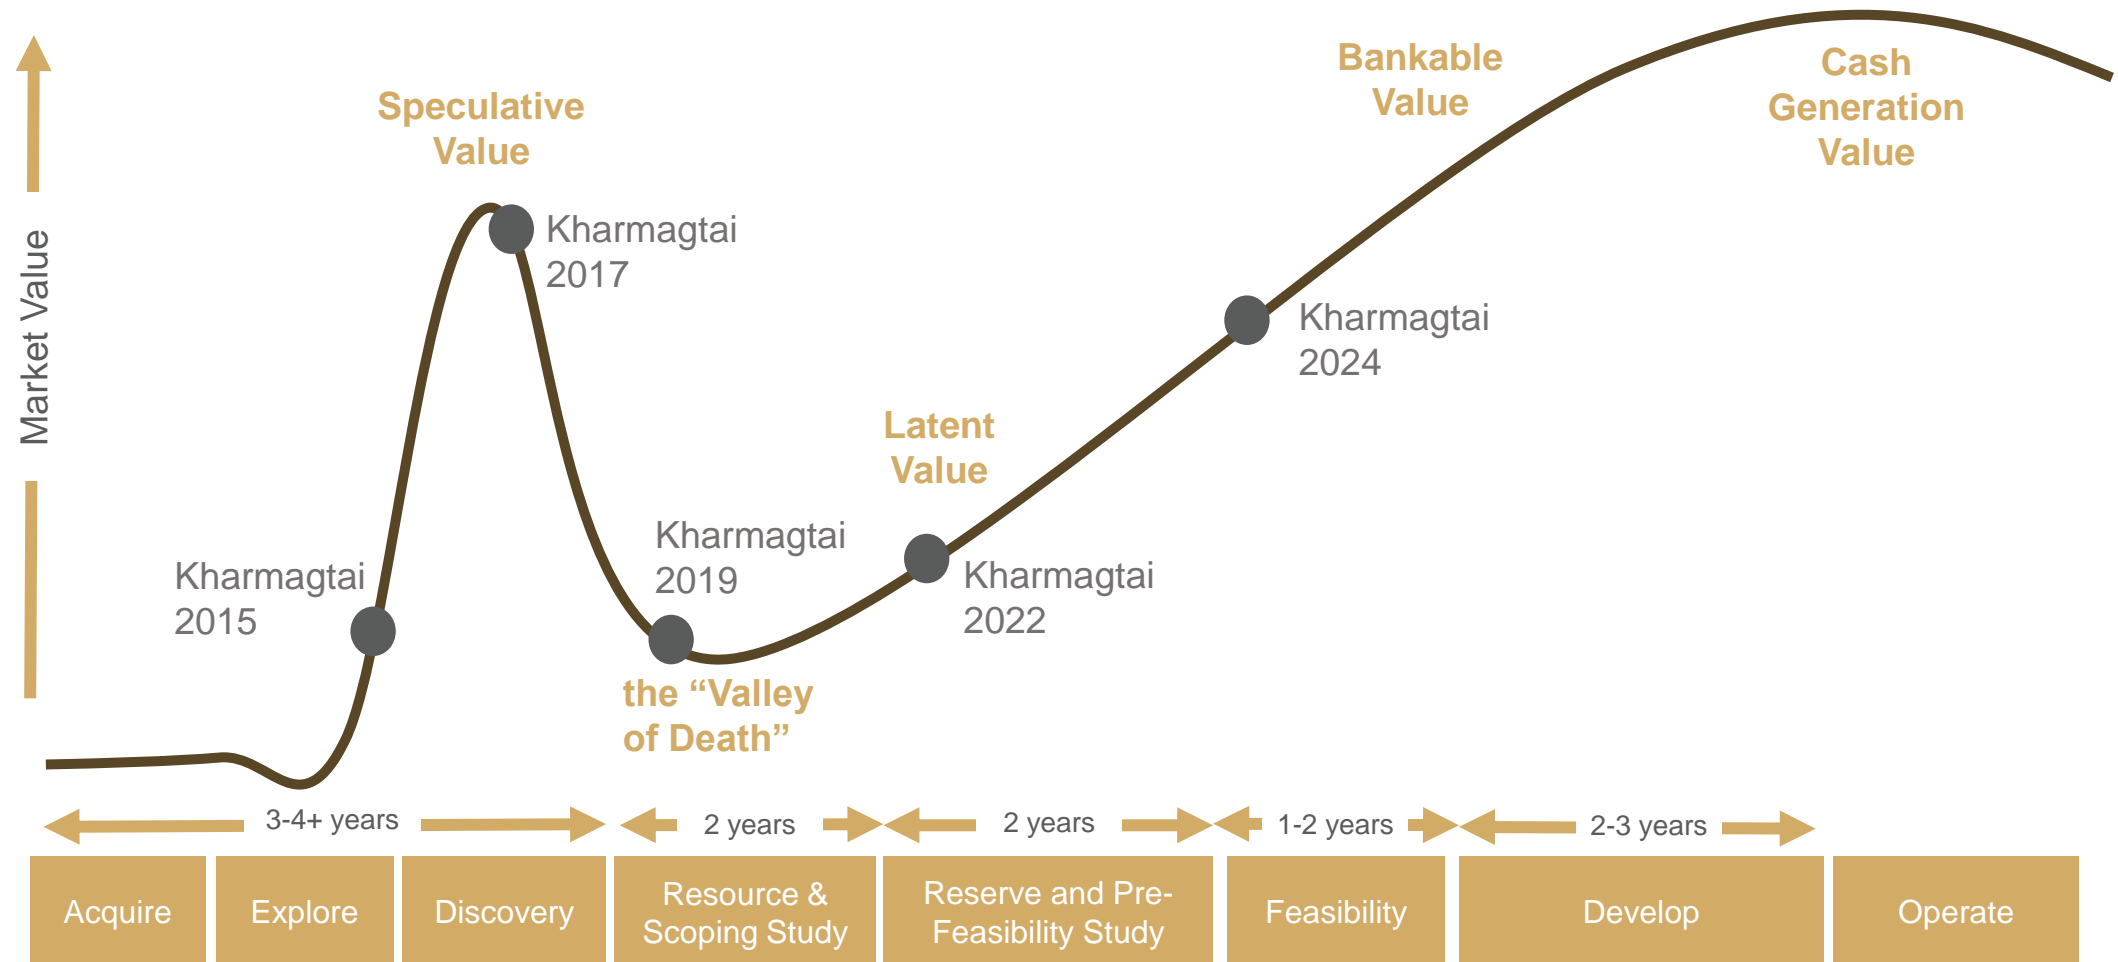 Market Value
Speculative
Value
Bankable
Value
Cash
Generation
Value
Kharmagtai
2017
Kharmagtai
2024
Latent
Value
Kharmagtai
2019
Kharmagtai
2015
Kharmagtai
2022
the “Valley
of Death”
3-4+ years
2 years
2 years
1-2 years
2-3 years
Acquire
Explore
Discovery
Resource &
Scoping Study
Reserve and Pre-
Feasibility Study
Feasibility
Develop
Operate